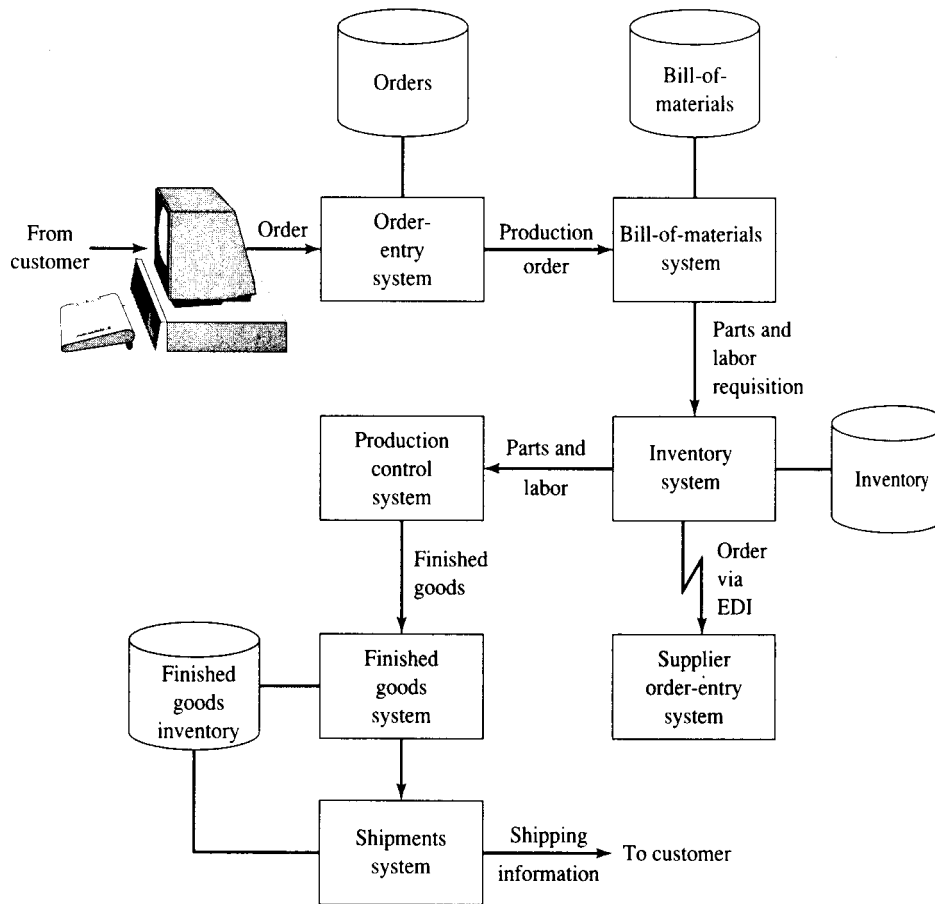 Orders
Bill-of-
materials
From
customer
Order
Order-
entry
system
Production
order
Bill-of-materials
system
Parts and
labor
requisition
Production
control
system
Parts and
labor
Inventory
system
Inventory
Finished
goods
Order
via
EDI
Finished
goods
inventory
Finished
goods
system
Supplier
order-entry
system
Shipments
system
Shipping
information
To customer